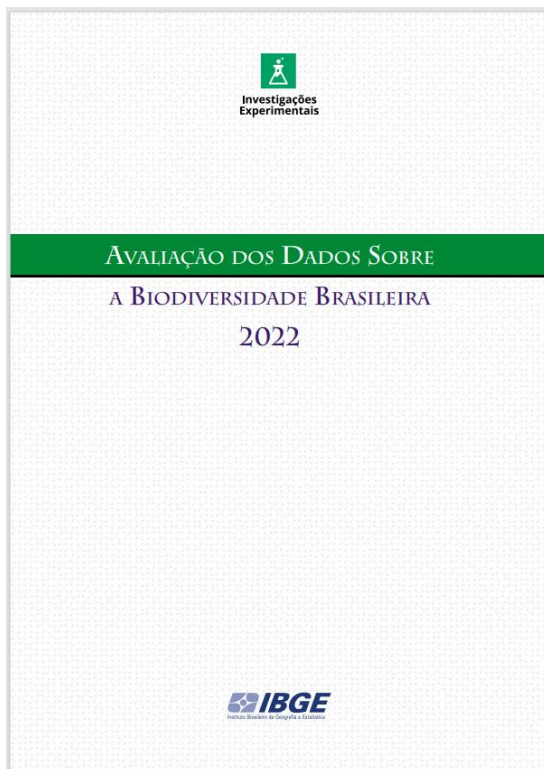 Investigações
Experimentais
Avaliação dos Dados Sobre
a Biodiversidade Brasileira
2022
IBGE
Instituto Brasileiro de Geografia e Estatística